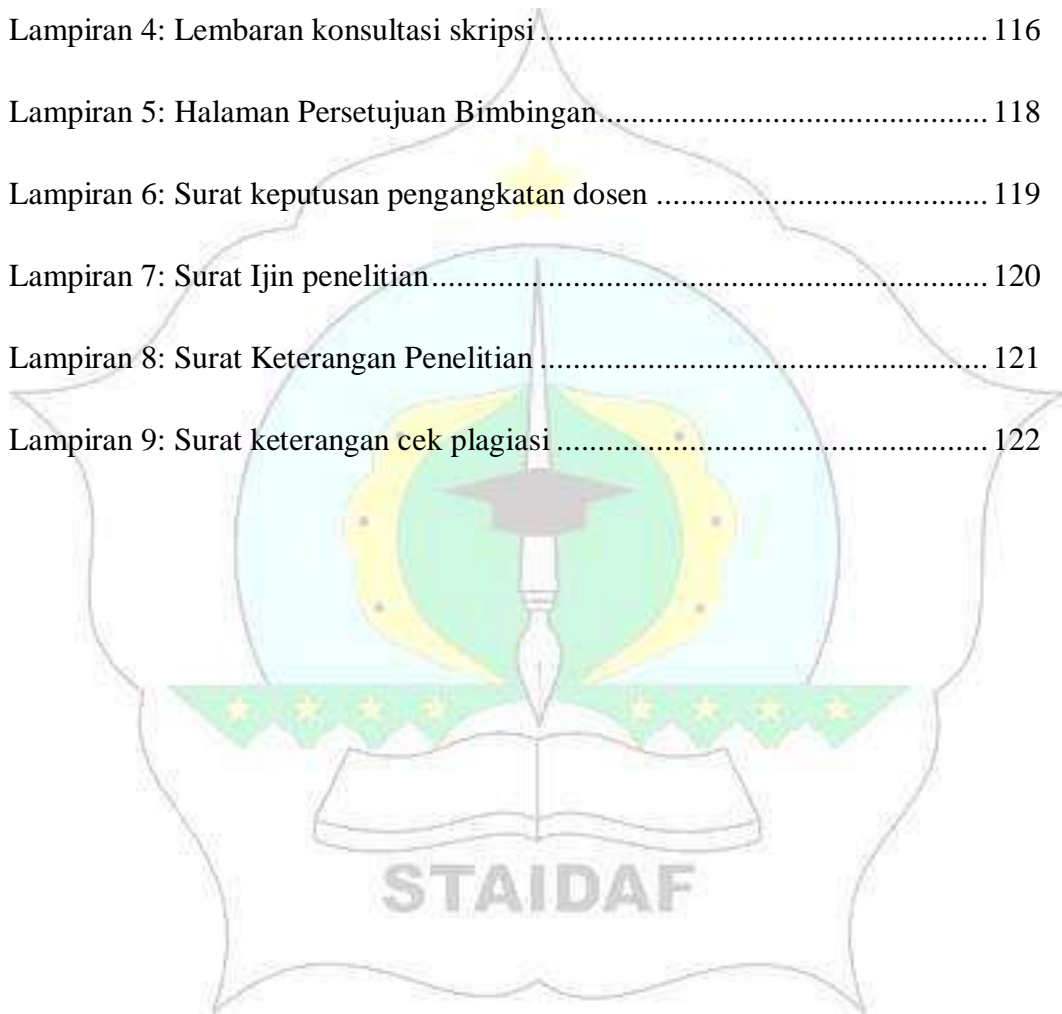 Lampiran 4: Lembaran konsultasi skripsi ................................................... 116
Lampiran 5: Halaman Persetujuan Bimbingan............................................ 118
Lampiran 6: Surat keputusan pengangkatan dosen ..................................... 119
Lampiran 7: Surat Ijin penelitian................................................................. 120
Lampiran 8: Surat Keterangan Penelitian ................................................... 121
Lampiran 9: Surat keterangan cek plagiasi ................................................. 122
STAIDAF